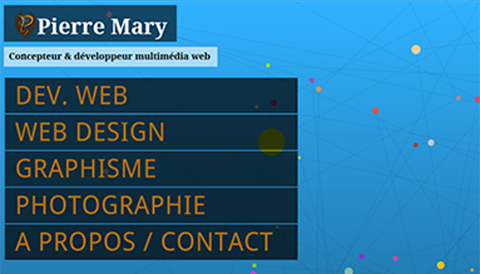 Pierre Mary
Concepteur & développeur multimédia web
DEV. WEB
WEB DESIGN
GRAPHISME
PHOTOGRAPHIE
A PROPOS / CONTACT